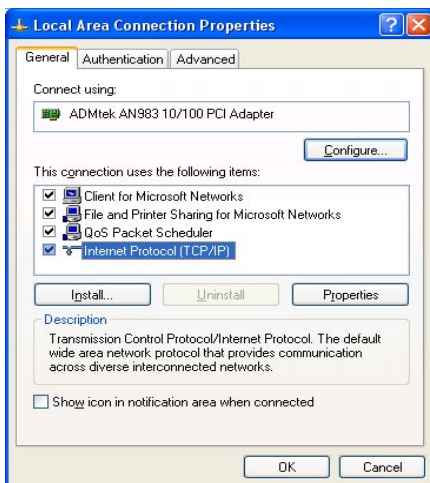 Local Area Connection Properties
General Authentication Advanced
Connect using:
ADMtek AN983 10/100 PCI Adapter
Configure...
This connection uses the following items:
Client for Microsoft Networks
File and Printer Sharing for Microsoft Networks
QoS Packet Scheduler
Internet Protocol (TCP/IP)
Install... Uninstall Properties
Description
Transmission Control Protocol/Internet Protocol. The default
wide area network protocol that provides communication
across diverse interconnected networks.
Show icon in notification area when connected
OK Cancel